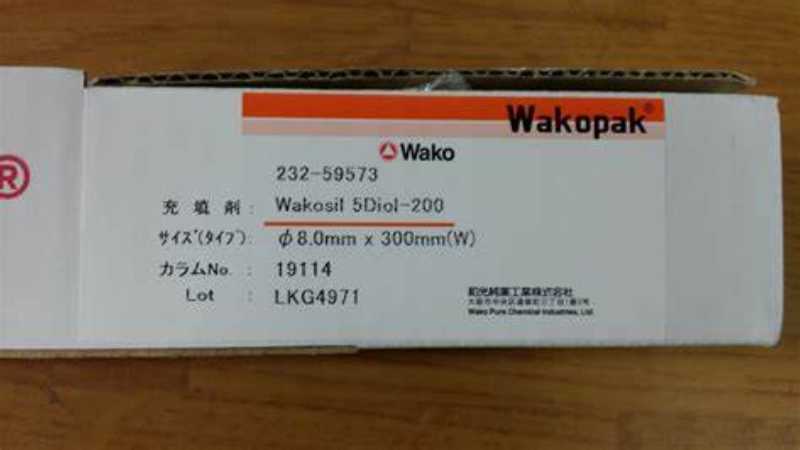 Wakopak®
®
Wako
232-59573
充填剤: Wakosil 5Diol-200
サイズ(タイプ): φ8.0mm x 300mm(W)
カラムNo. : 19114
Lot : LKG4971
和光純薬工業株式会社
Wako Pure Chemical Industries, Ltd.